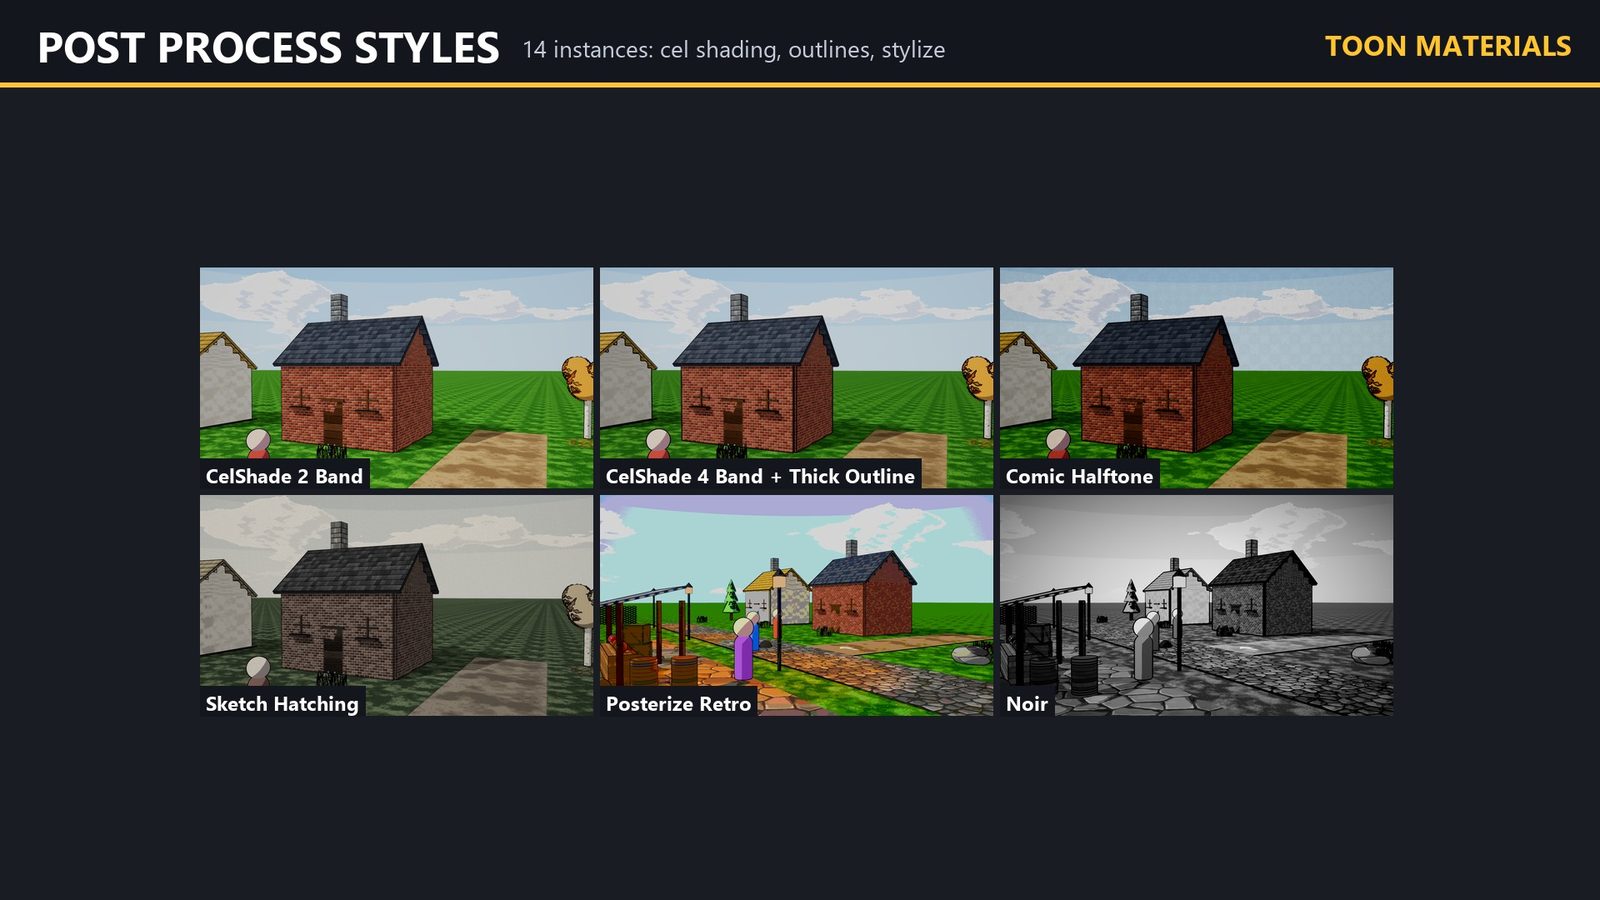 POST PROCESS STYLES
14 instances: cel shading, outlines, stylize
TOON MATERIALS
CelShade 2 Band
CelShade 4 Band + Thick Outline
Comic Halftone
Sketch Hatching
Posterize Retro
Noir